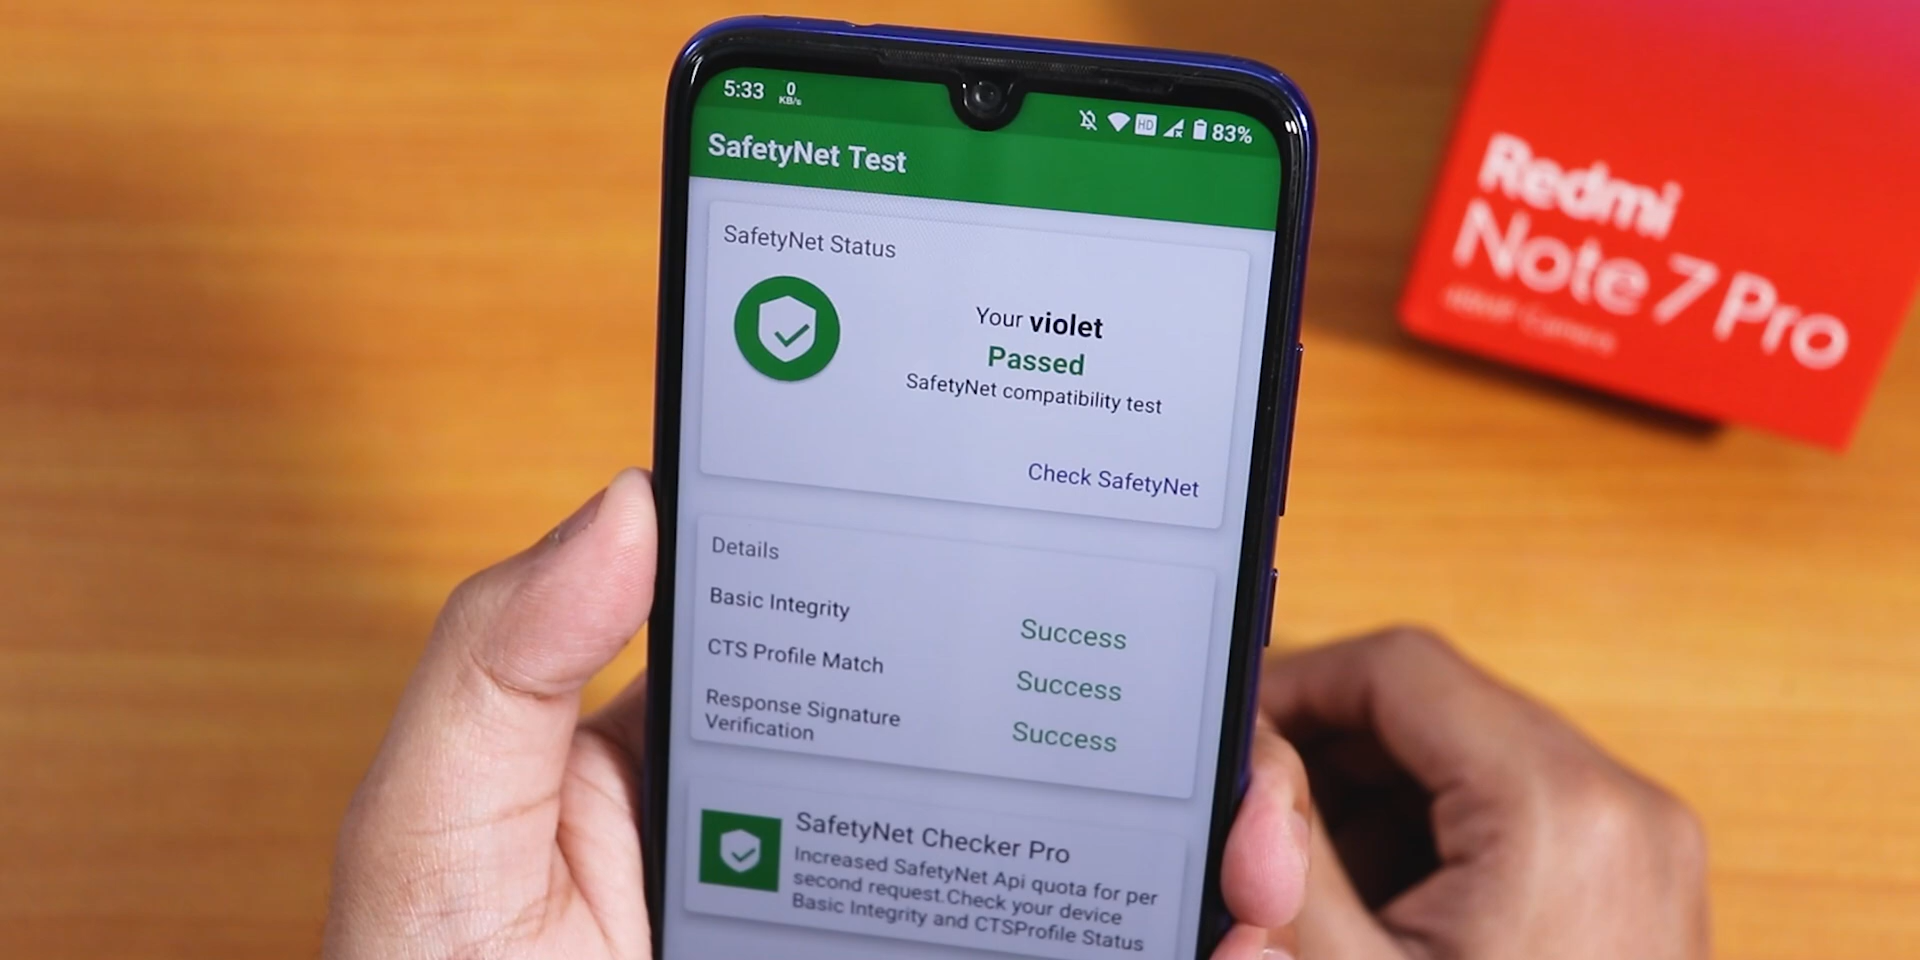 5:33 0 KB/s HD 83%
SafetyNet Test
SafetyNet Status
Your violet
Passed
SafetyNet compatibility test
Check SafetyNet
Details
Basic Integrity Success
CTS Profile Match Success
Response Signature
Verification Success
SafetyNet Checker Pro
Increased SafetyNet Api quota for per
second request.Check your device
Basic Integrity and CTSProfile Status
Redmi
Note 7 Pro
Camera